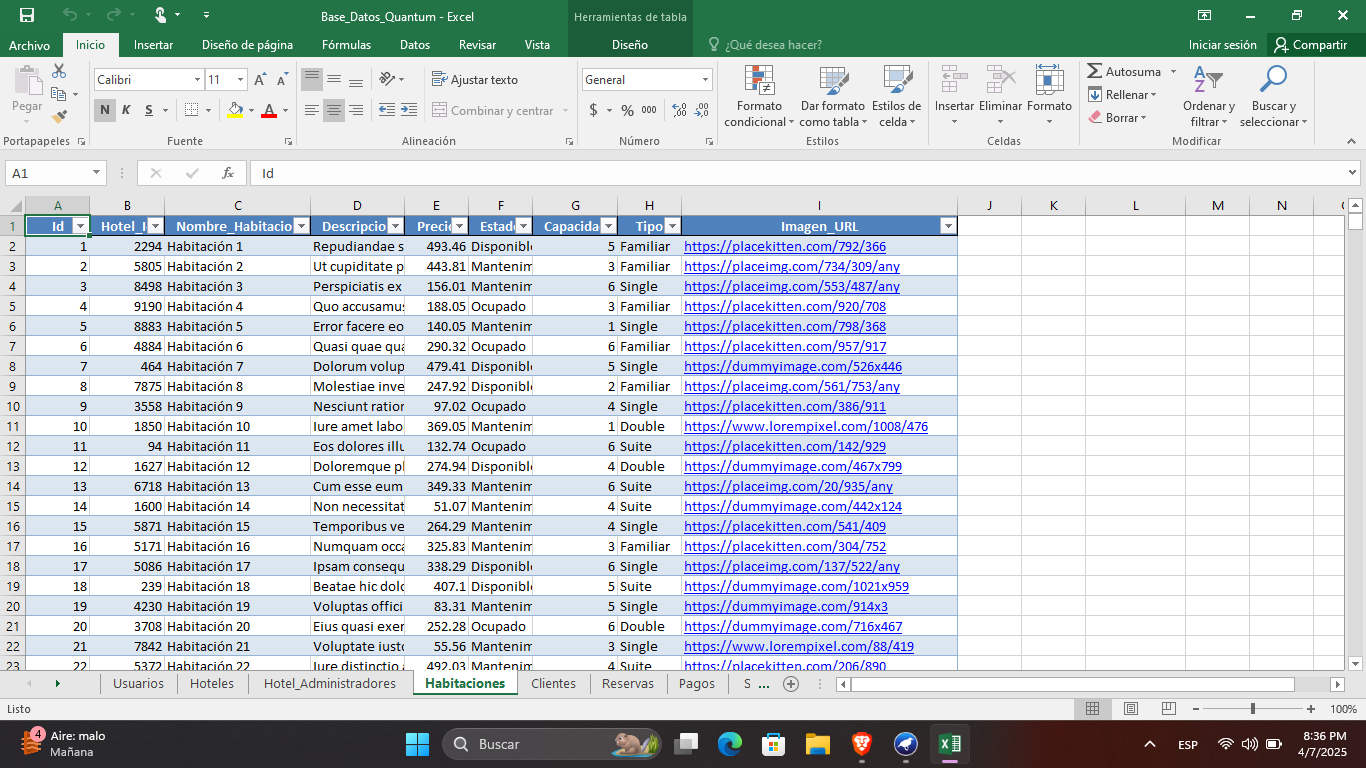 Base_Datos_Quantum - Excel
Herramientas de tabla
Archivo Inicio Insertar Diseño de página Fórmulas Datos Revisar Vista Diseño ¿Qué desea hacer? Iniciar sesión Compartir
Pegar
Calibri 11
N K S
Ajustar texto
Combinar y centrar
General
$ % 000
Formato condicional
Dar formato como tabla
Estilos de celda
Insertar Eliminar Formato
Autosuma
Rellenar
Borrar
Ordenar y filtrar
Buscar y seleccionar
Portapapeles Fuente Alineación Número Estilos Celdas Modificar
A1 fx Id
A B C D E F G H I J K L M N
1 Id Hotel_I Nombre_Habitacio Descripcio Preci Estad Capacida Tipo Imagen_URL
2 1 2294 Habitación 1 Repudiandae s 493.46 Disponible 5 Familiar https://placekitten.com/792/366
3 2 5805 Habitación 2 Ut cupiditate p 443.81 Mantenim 3 Familiar https://placeimg.com/734/309/any
4 3 8498 Habitación 3 Perspiciatis ex 156.01 Mantenim 6 Single https://placeimg.com/553/487/any
5 4 9190 Habitación 4 Quo accusamus 188.05 Ocupado 3 Familiar https://placekitten.com/920/708
6 5 8883 Habitación 5 Error facere eo 140.05 Mantenim 1 Single https://placekitten.com/798/368
7 6 4884 Habitación 6 Quasi quae qua 290.32 Ocupado 6 Familiar https://placekitten.com/957/917
8 7 464 Habitación 7 Dolorum volup 479.41 Disponible 5 Single https://dummyimage.com/526x446
9 8 7875 Habitación 8 Molestiae inve 247.92 Disponible 2 Familiar https://placeimg.com/561/753/any
10 9 3558 Habitación 9 Nesciunt ration 97.02 Ocupado 4 Single https://placekitten.com/386/911
11 10 1850 Habitación 10 Iure amet labo 369.05 Mantenim 1 Double https://www.lorempixel.com/1008/476
12 11 94 Habitación 11 Eos dolores illu 132.74 Ocupado 6 Suite https://placekitten.com/142/929
13 12 1627 Habitación 12 Doloremque pl 274.94 Disponible 4 Double https://dummyimage.com/467x799
14 13 6718 Habitación 13 Cum esse eum 349.33 Mantenim 6 Suite https://placeimg.com/20/935/any
15 14 1600 Habitación 14 Non necessitat 51.07 Mantenim 4 Suite https://dummyimage.com/442x124
16 15 5871 Habitación 15 Temporibus ve 264.29 Mantenim 4 Single https://placekitten.com/541/409
17 16 5171 Habitación 16 Numquam occa 325.83 Mantenim 3 Familiar https://placekitten.com/304/752
18 17 5086 Habitación 17 Ipsam consequ 338.29 Disponible 6 Single https://placeimg.com/137/522/any
19 18 239 Habitación 18 Beatae hic dolo 407.1 Disponible 5 Suite https://dummyimage.com/1021x959
20 19 4230 Habitación 19 Voluptas offici 83.31 Mantenim 5 Single https://dummyimage.com/914x3
21 20 3708 Habitación 20 Eius quasi exer 252.28 Ocupado 6 Double https://dummyimage.com/716x467
22 21 7842 Habitación 21 Voluptate iusto 55.56 Mantenim 3 Single https://www.lorempixel.com/88/419
23 22 5372 Habitación 22 Iure distinctio a 492.03 Mantenim 4 Suite https://placekitten.com/206/890
Usuarios Hoteles Hotel_Administradores Habitaciones Clientes Reservas Pagos S ...
Listo 100%
4 Aire: malo
Mañana
Buscar
ESP
8:36 PM
4/7/2025